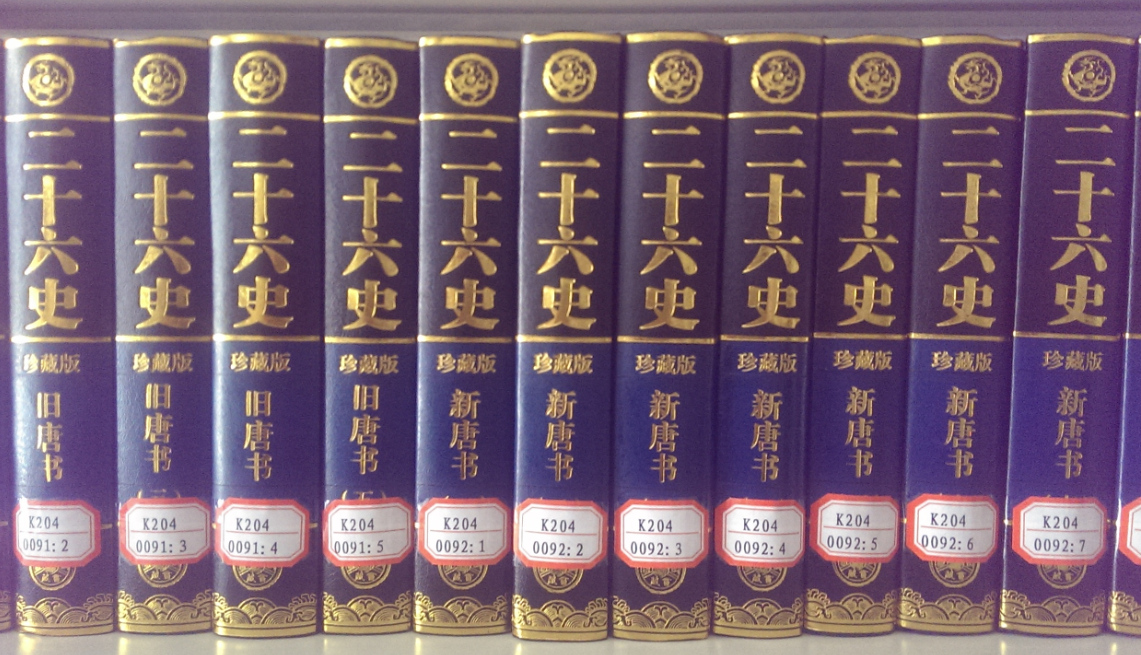 二十六史
珍藏版
旧唐书
K204
0091: 2
二十六史
珍藏版
旧唐书
K204
0091: 3
二十六史
珍藏版
旧唐书
K204
0091: 4
二十六史
珍藏版
旧唐书
K204
0091: 5
二十六史
珍藏版
新唐书
K204
0092: 1
二十六史
珍藏版
新唐书
K204
0092: 2
二十六史
珍藏版
新唐书
K204
0092: 3
二十六史
珍藏版
新唐书
K204
0092: 4
二十六史
珍藏版
新唐书
K204
0092: 5
二十六史
珍藏版
新唐书
K204
0092: 6
二十六史
珍藏版
新唐书
K204
0092: 7